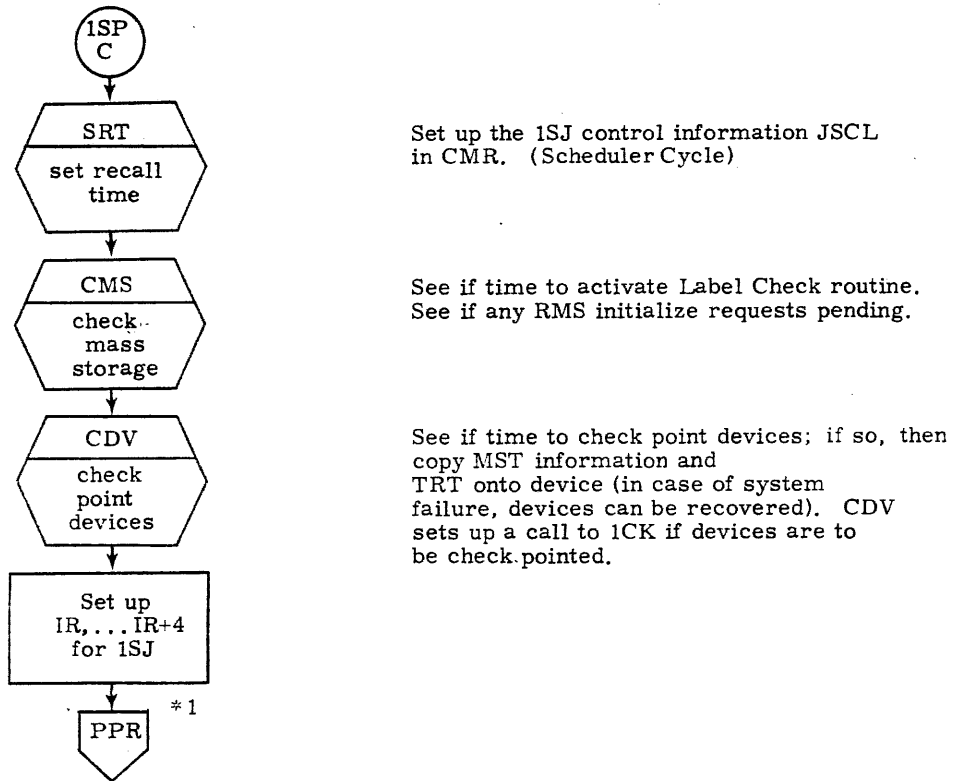 1SP
C
SRT
set recall
time
Set up the 1SJ control information JSCL
in CMR. (Scheduler Cycle)
CMS
check
mass
storage
See if time to activate Label Check routine.
See if any RMS initialize requests pending.
CDV
check
point
devices
See if time to check point devices; if so, then
copy MST information and
TRT onto device (in case of system
failure, devices can be recovered). CDV
sets up a call to 1CK if devices are to
be check pointed.
Set up
IR,...IR+4
for 1SJ
*1
PPR